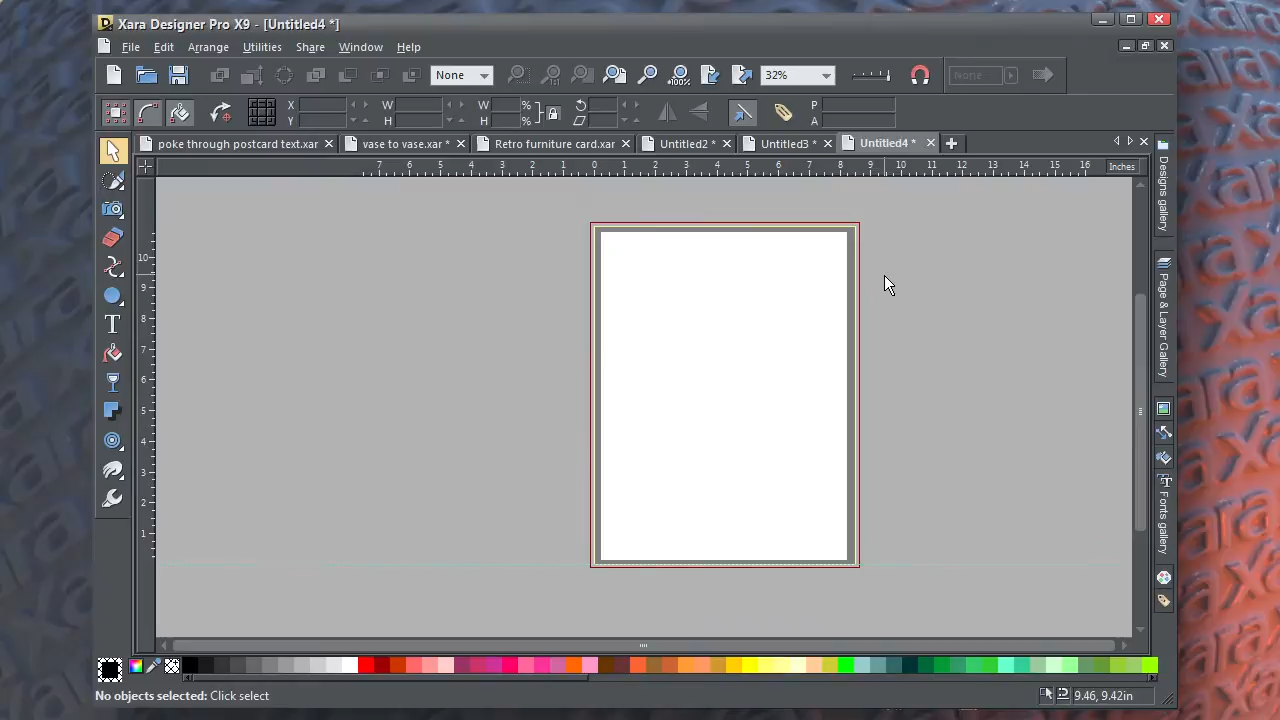 Xara Designer Pro X9 - [Untitled4 *]
File Edit Arrange Utilities Share Window Help
None 100% 32% None
X W W % P
Y H H % A
poke through postcard text.xar vase to vase.xar * Retro furniture card.xar Untitled2 * Untitled3 * Untitled4 *
7 6 5 4 3 2 1 0 1 2 3 4 5 6 7 8 9 10 11 12 13 14 15 16 Inches
10
9
8
7
6
5
4
3
2
1
Designs gallery
Page & Layer Gallery
Fonts gallery
No objects selected: Click select 9.46, 9.42in